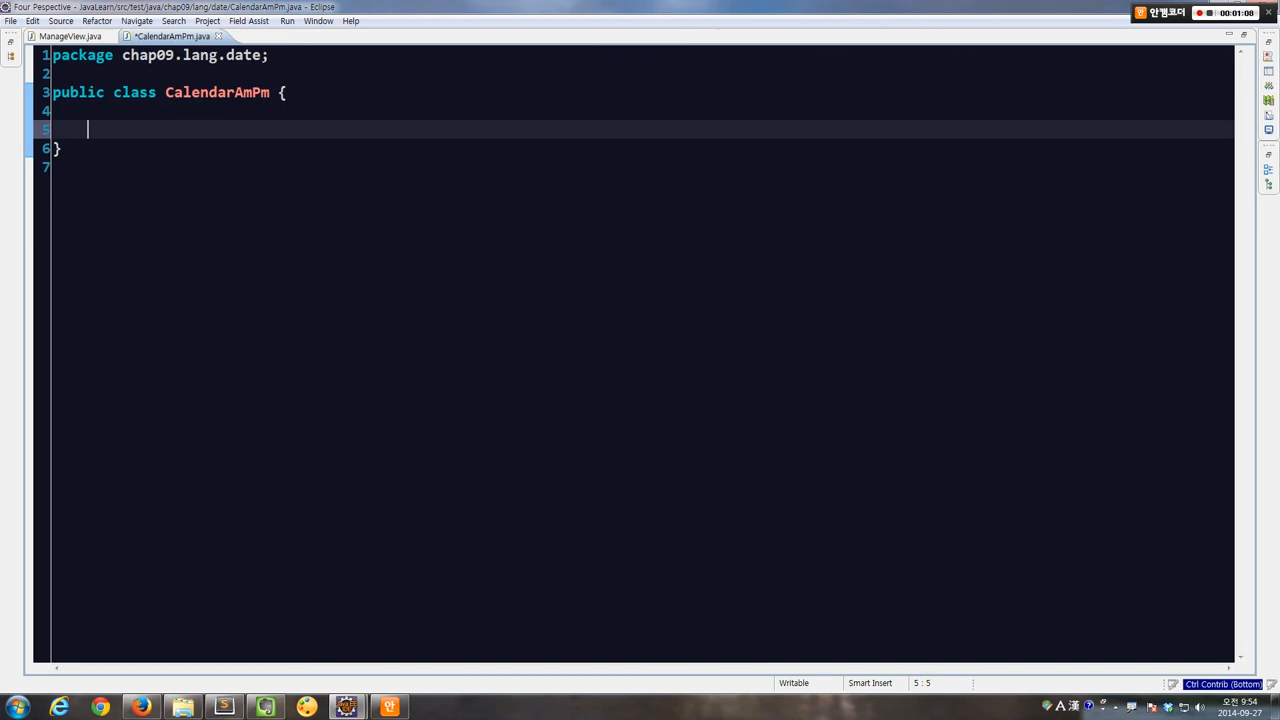 Four Pespective - JavaLearn/src/test/java/chap09/lang/date/CalendarAmPm.java - Eclipse
안캠코더 00:01:08
File Edit Source Refactor Navigate Search Project Field Assist Run Window Help
ManageView.java *CalendarAmPm.java
1 package chap09.lang.date;
2
3 public class CalendarAmPm {
4
5
6 }
7
Writable Smart Insert 5 : 5 Ctrl Contrib (Bottom)
A 漢 오전 9:54
2014-09-27